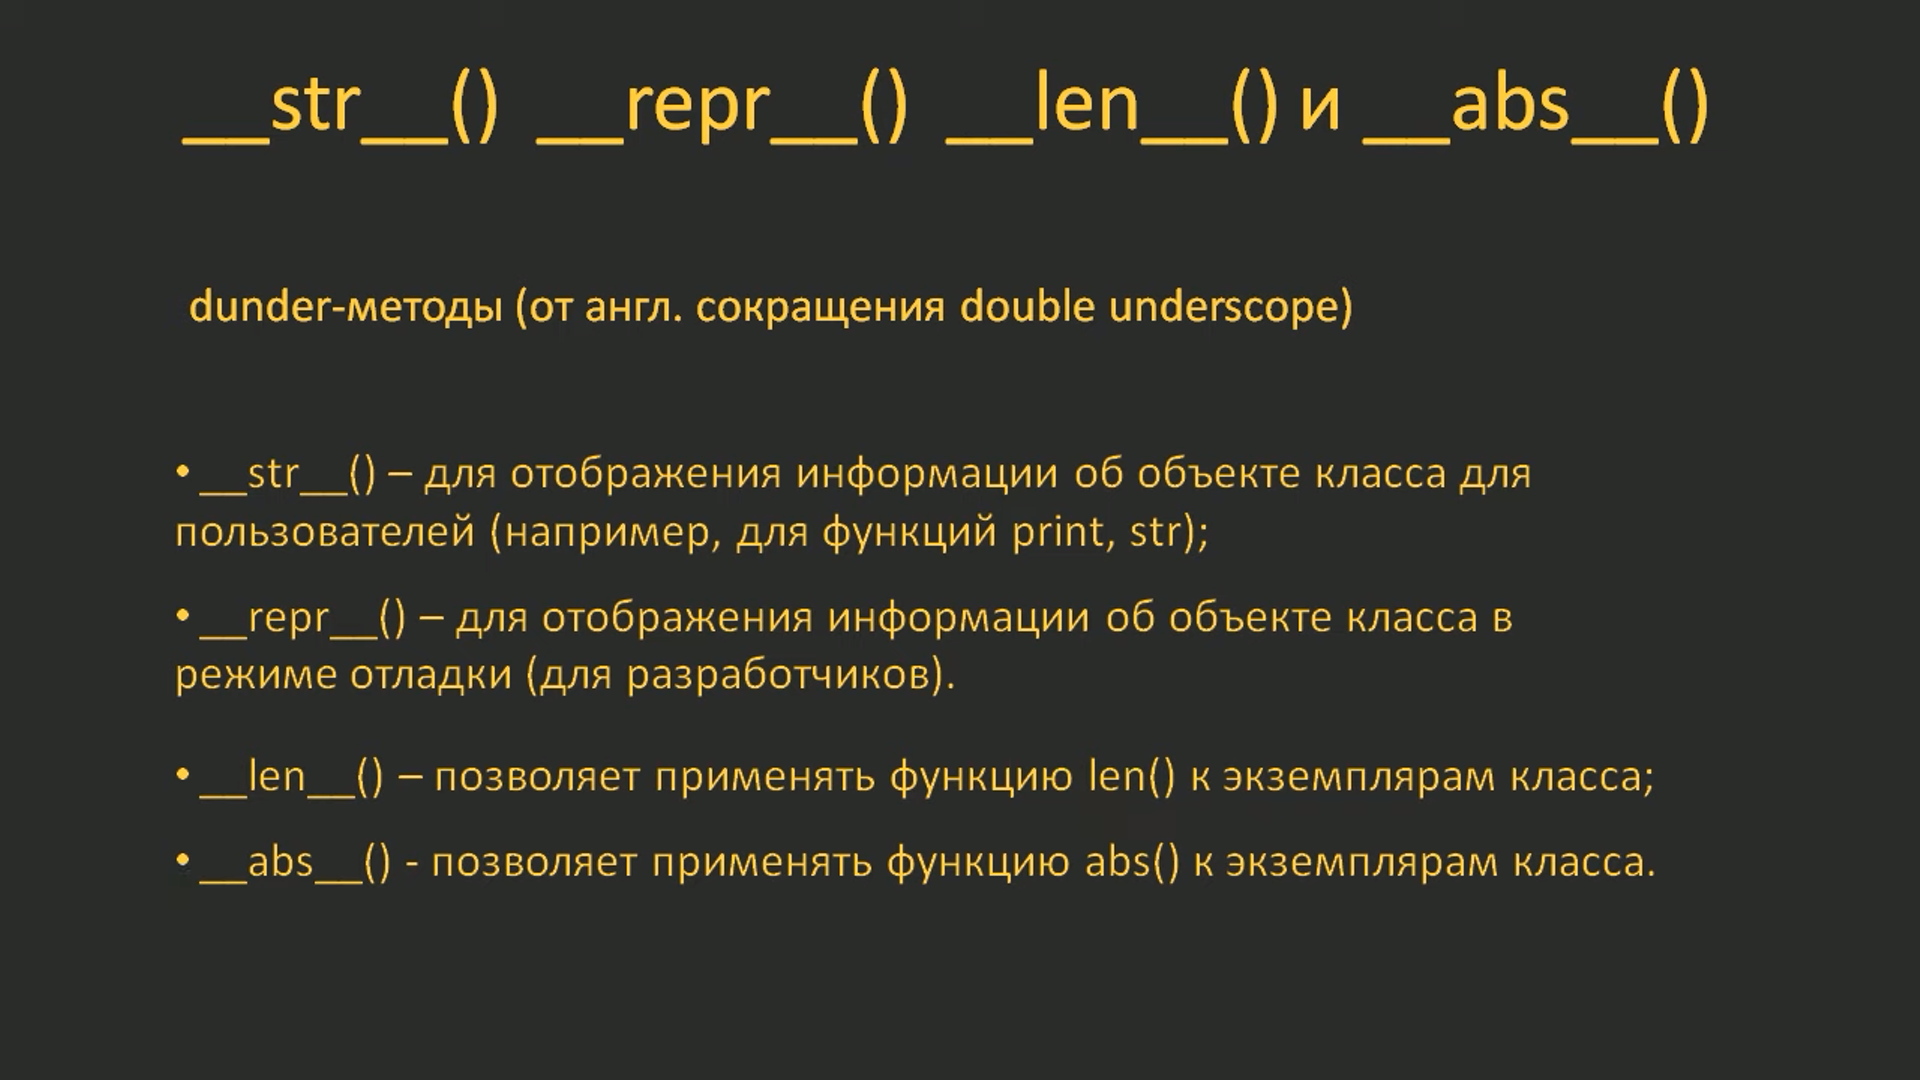 __str__() __repr__() __len__() и __abs__()
dunder-методы (от англ. сокращения double underscope)
• __str__() – для отображения информации об объекте класса для
пользователей (например, для функций print, str);
• __repr__() – для отображения информации об объекте класса в
режиме отладки (для разработчиков).
• __len__() – позволяет применять функцию len() к экземплярам класса;
• __abs__() - позволяет применять функцию abs() к экземплярам класса.